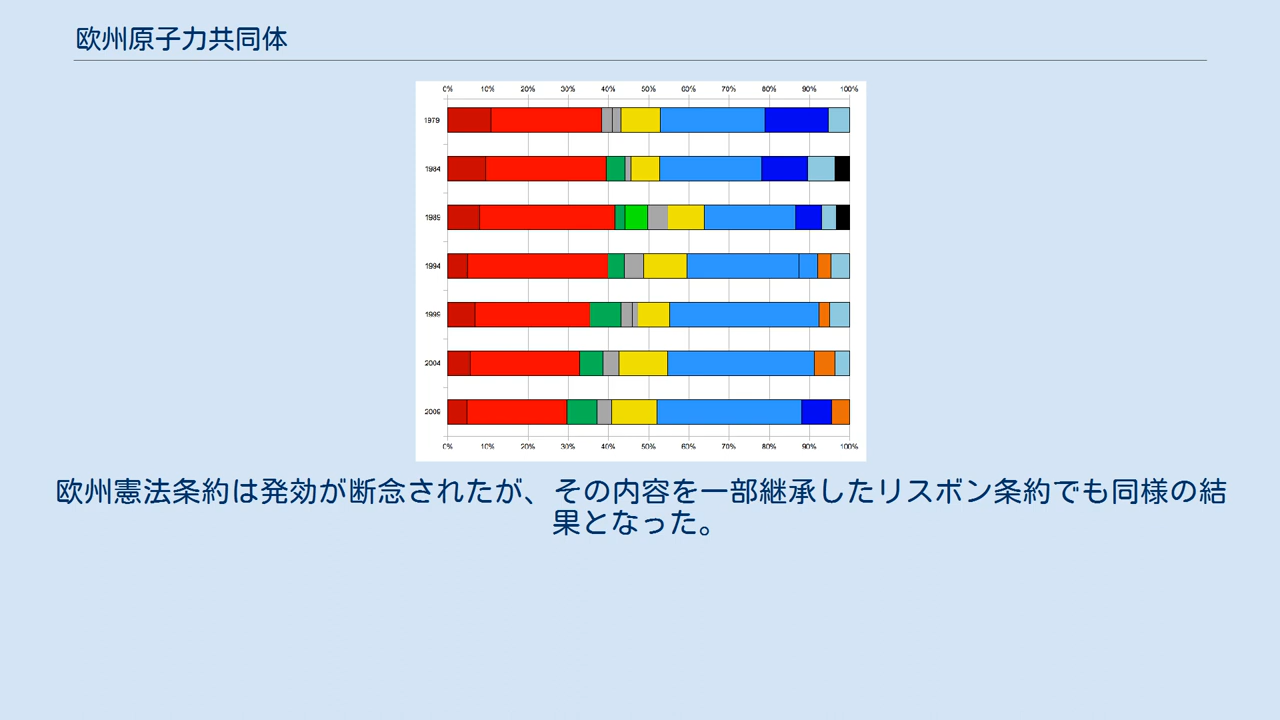 欧州原子力共同体
0% 10% 20% 30% 40% 50% 60% 70% 80% 90% 100%
1979
1984
1989
1994
1999
2004
2009
0% 10% 20% 30% 40% 50% 60% 70% 80% 90% 100%
欧州憲法条約は発効が断念されたが、その内容を一部継承したリスボン条約でも同様の結
果となった。